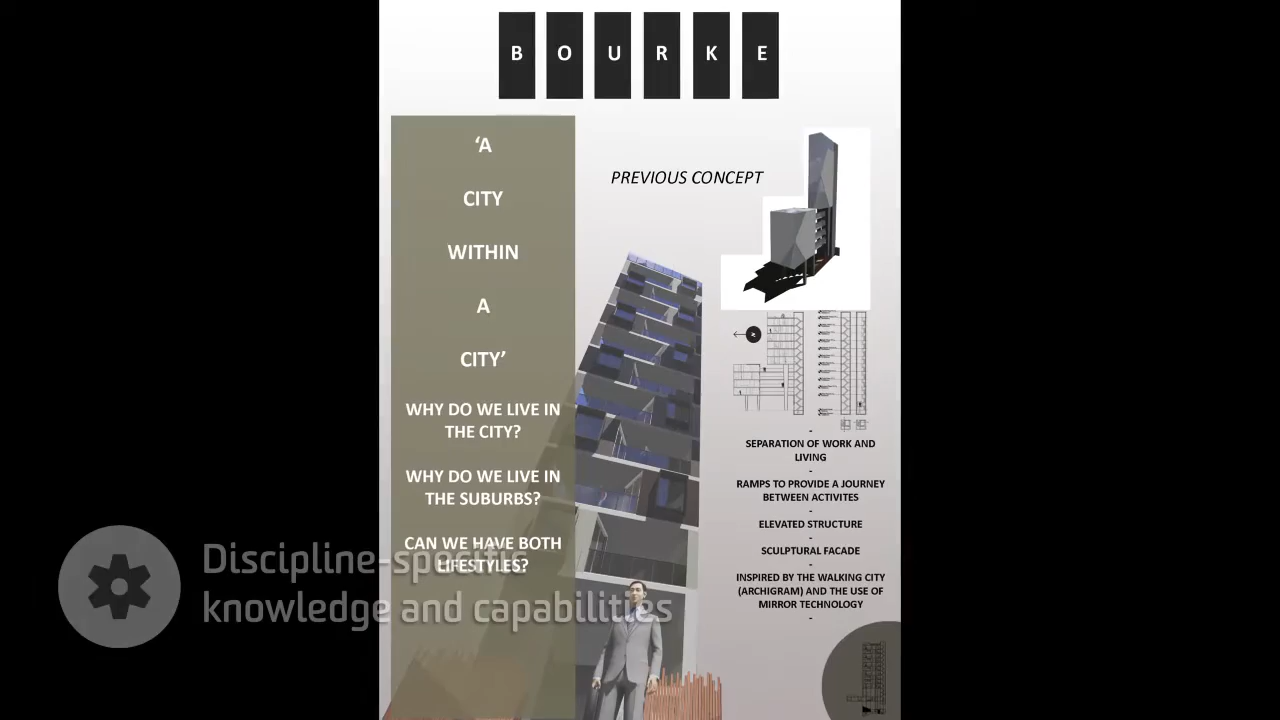 B O U R K E
‘A
CITY
WITHIN
A
CITY’
WHY DO WE LIVE IN
THE CITY?
WHY DO WE LIVE IN
THE SUBURBS?
CAN WE HAVE BOTH
LIFESTYLES?
PREVIOUS CONCEPT
-
SEPARATION OF WORK AND
LIVING
-
RAMPS TO PROVIDE A JOURNEY
BETWEEN ACTIVITES
-
ELEVATED STRUCTURE
-
SCULPTURAL FACADE
-
INSPIRED BY THE WALKING CITY
(ARCHIGRAM) AND THE USE OF
MIRROR TECHNOLOGY
-
Discipline-specific
knowledge and capabilities